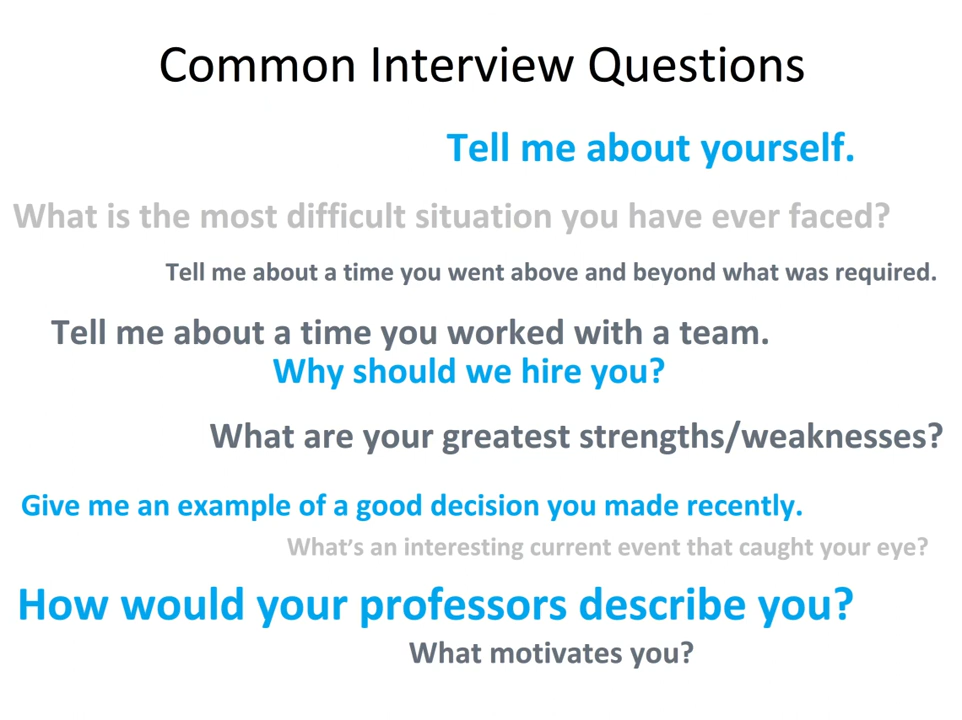 Common Interview Questions
Tell me about yourself.
What is the most difficult situation you have ever faced?
Tell me about a time you went above and beyond what was required.
Tell me about a time you worked with a team.
Why should we hire you?
What are your greatest strengths/weaknesses?
Give me an example of a good decision you made recently.
What’s an interesting current event that caught your eye?
How would your professors describe you?
What motivates you?